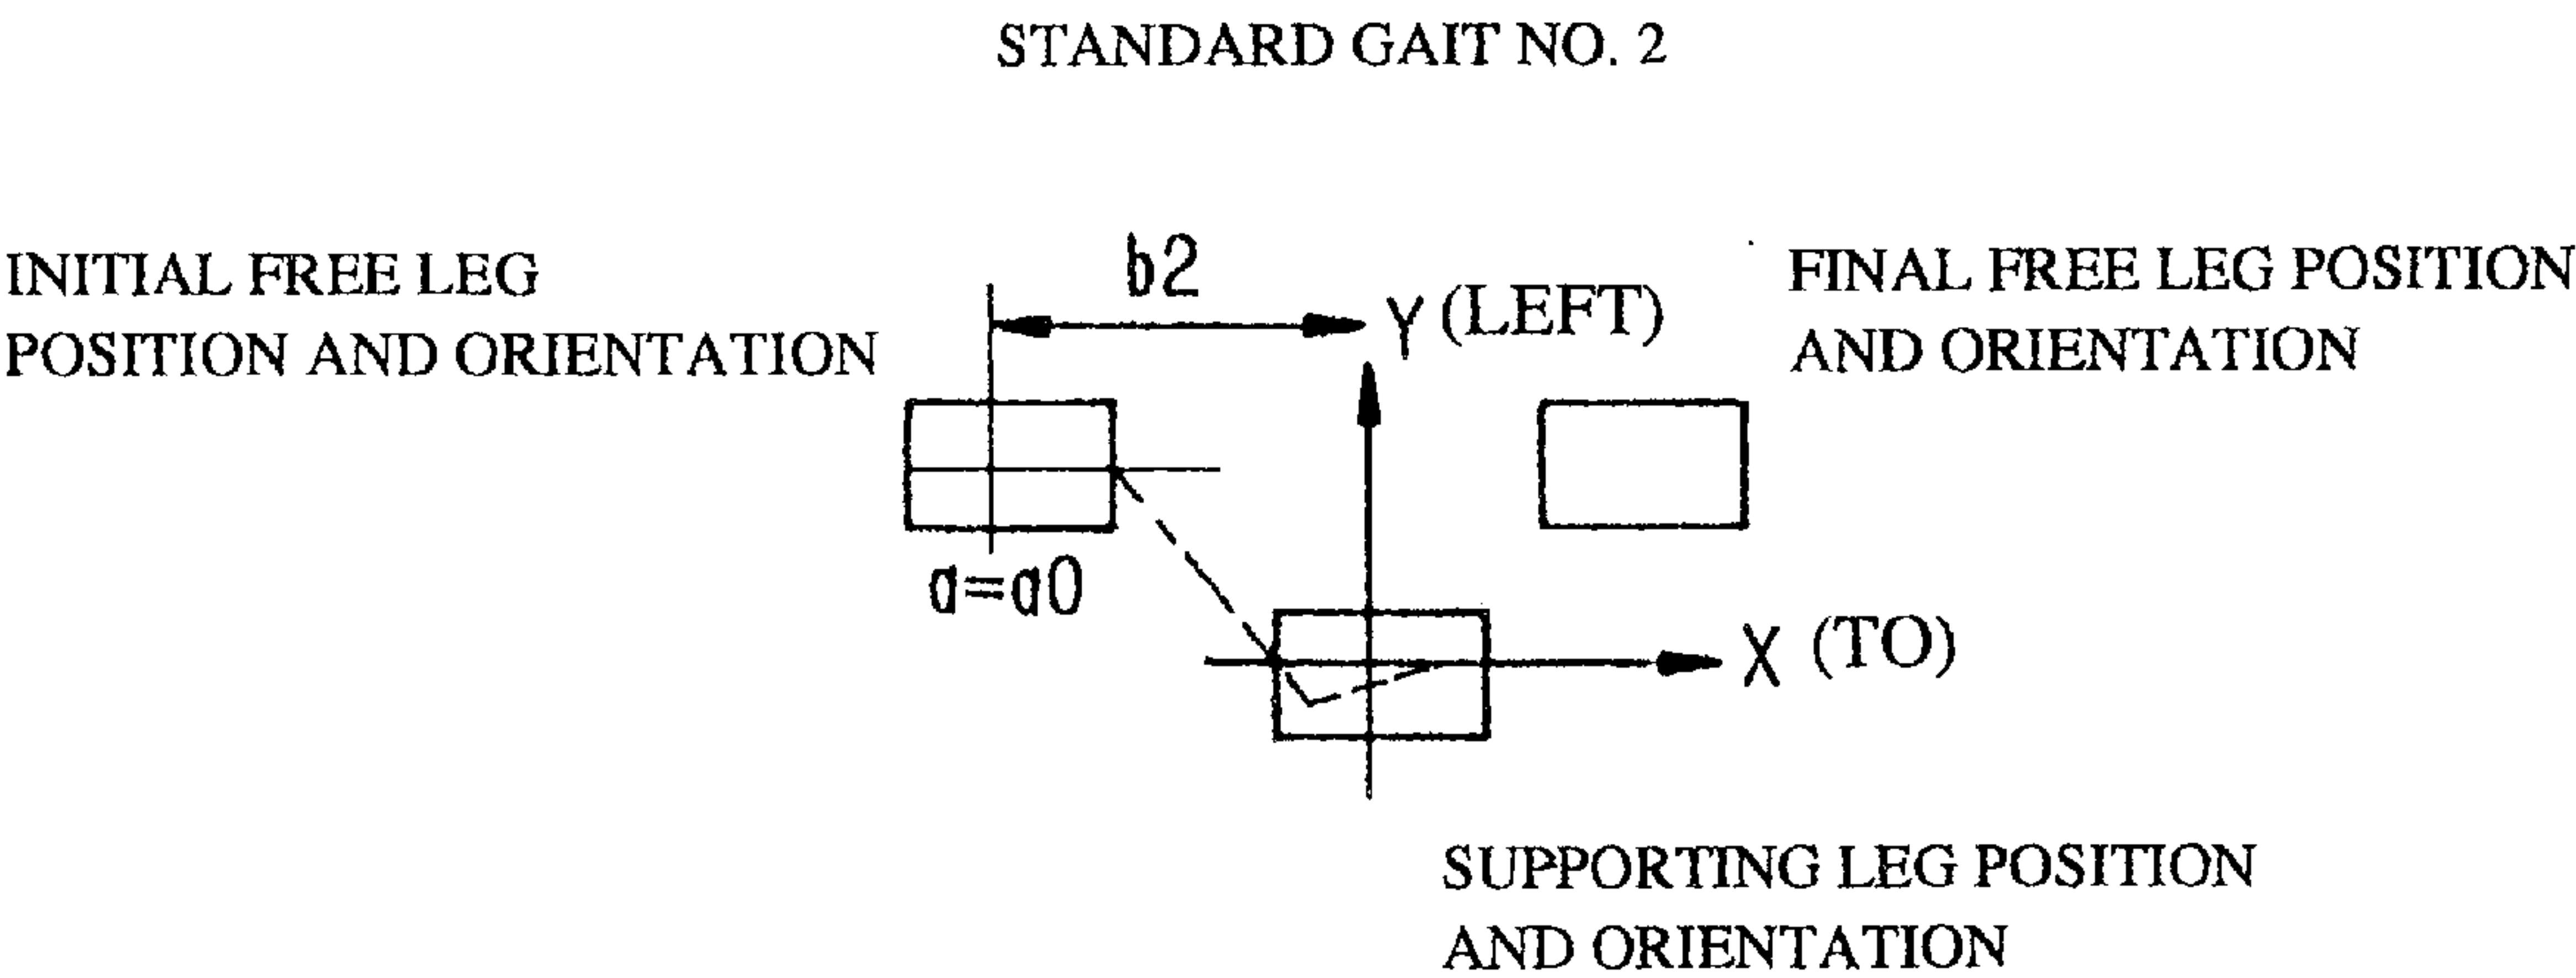 STANDARD GAIT NO. 2
INITIAL FREE LEG
POSITION AND ORIENTATION
b2
Y (LEFT)
FINAL FREE LEG POSITION
AND ORIENTATION
a=a0
X (TO)
SUPPORTING LEG POSITION
AND ORIENTATION